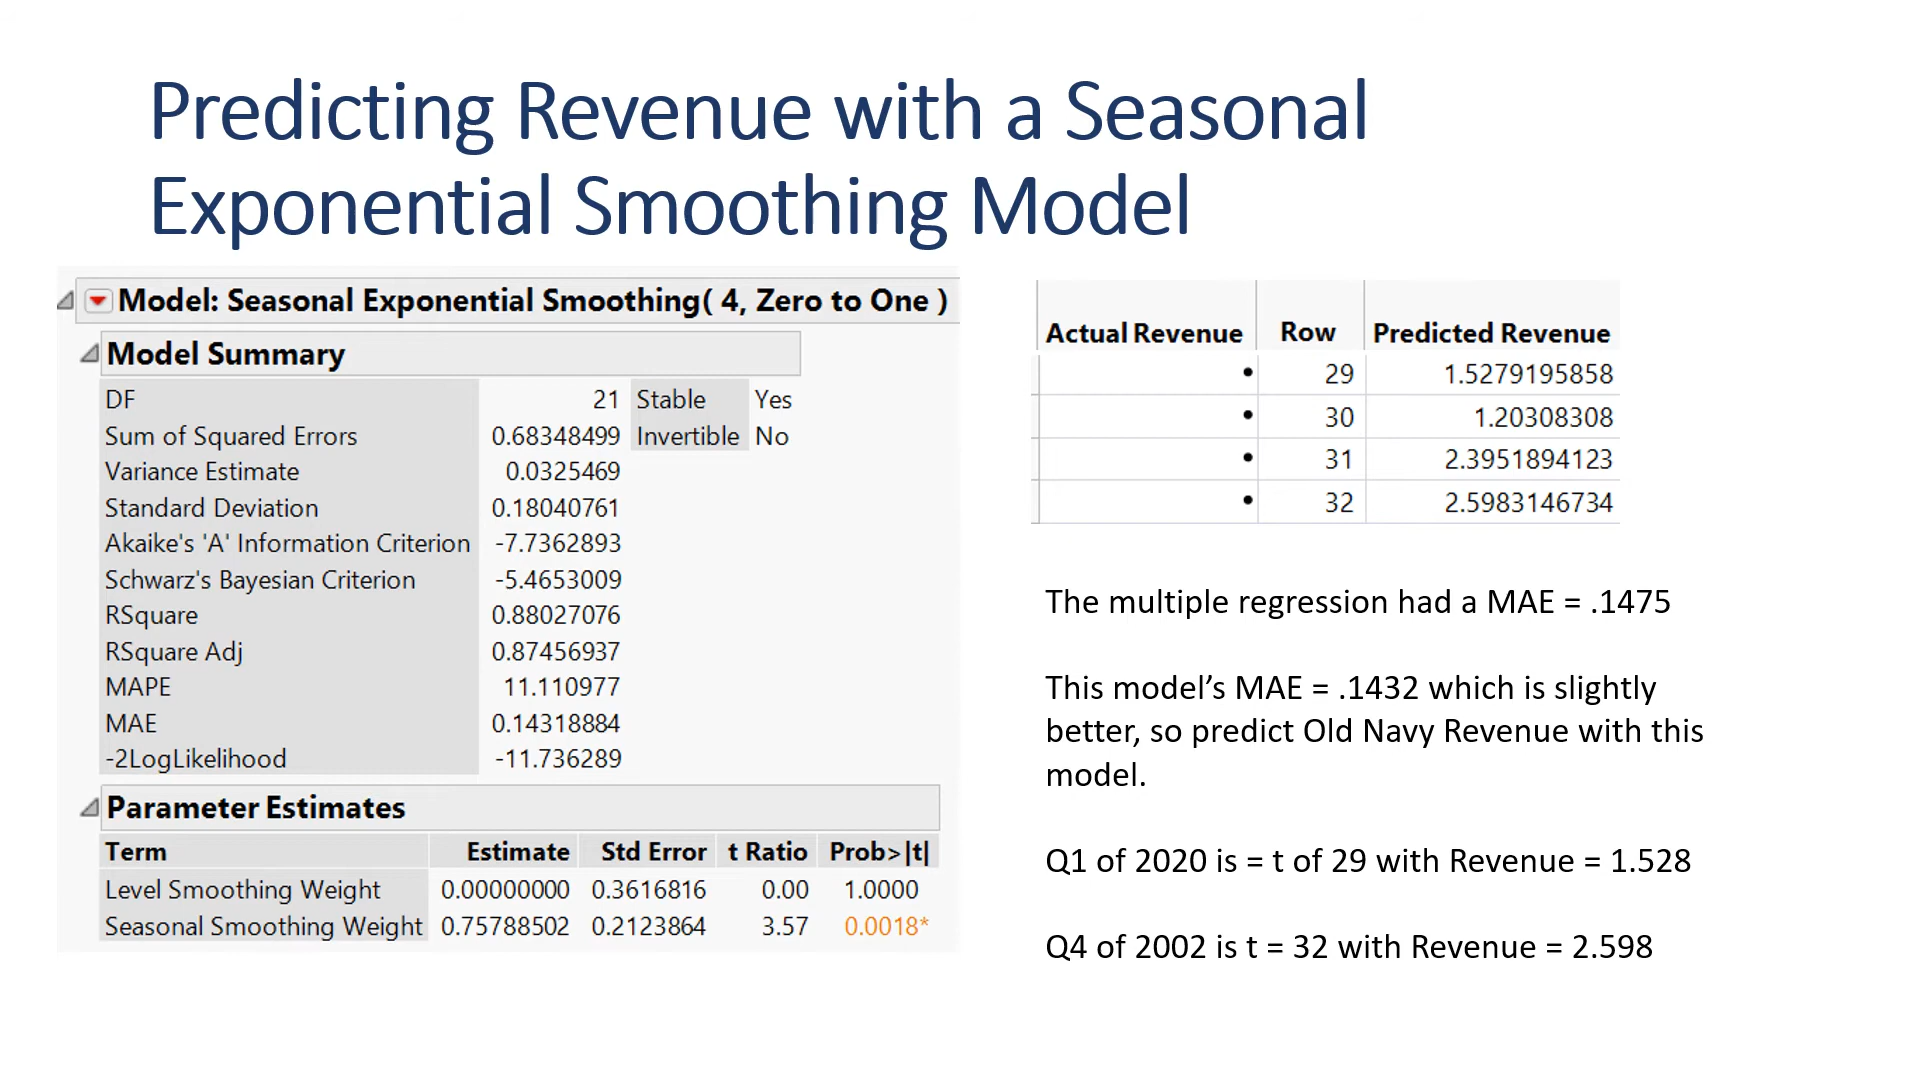 Predicting Revenue with a Seasonal
Exponential Smoothing Model
Model: Seasonal Exponential Smoothing( 4, Zero to One )
Model Summary
DF 21 Stable Yes
Sum of Squared Errors 0.68348499 Invertible No
Variance Estimate 0.0325469
Standard Deviation 0.18040761
Akaike's 'A' Information Criterion -7.7362893
Schwarz's Bayesian Criterion -5.4653009
RSquare 0.88027076
RSquare Adj 0.87456937
MAPE 11.110977
MAE 0.14318884
-2LogLikelihood -11.736289
Parameter Estimates
Term Estimate Std Error t Ratio Prob>|t|
Level Smoothing Weight 0.00000000 0.3616816 0.00 1.0000
Seasonal Smoothing Weight 0.75788502 0.2123864 3.57 0.0018*
Actual Revenue Row Predicted Revenue
• 29 1.5279195858
• 30 1.20308308
• 31 2.3951894123
• 32 2.5983146734
The multiple regression had a MAE = .1475
This model’s MAE = .1432 which is slightly
better, so predict Old Navy Revenue with this
model.
Q1 of 2020 is = t of 29 with Revenue = 1.528
Q4 of 2002 is t = 32 with Revenue = 2.598